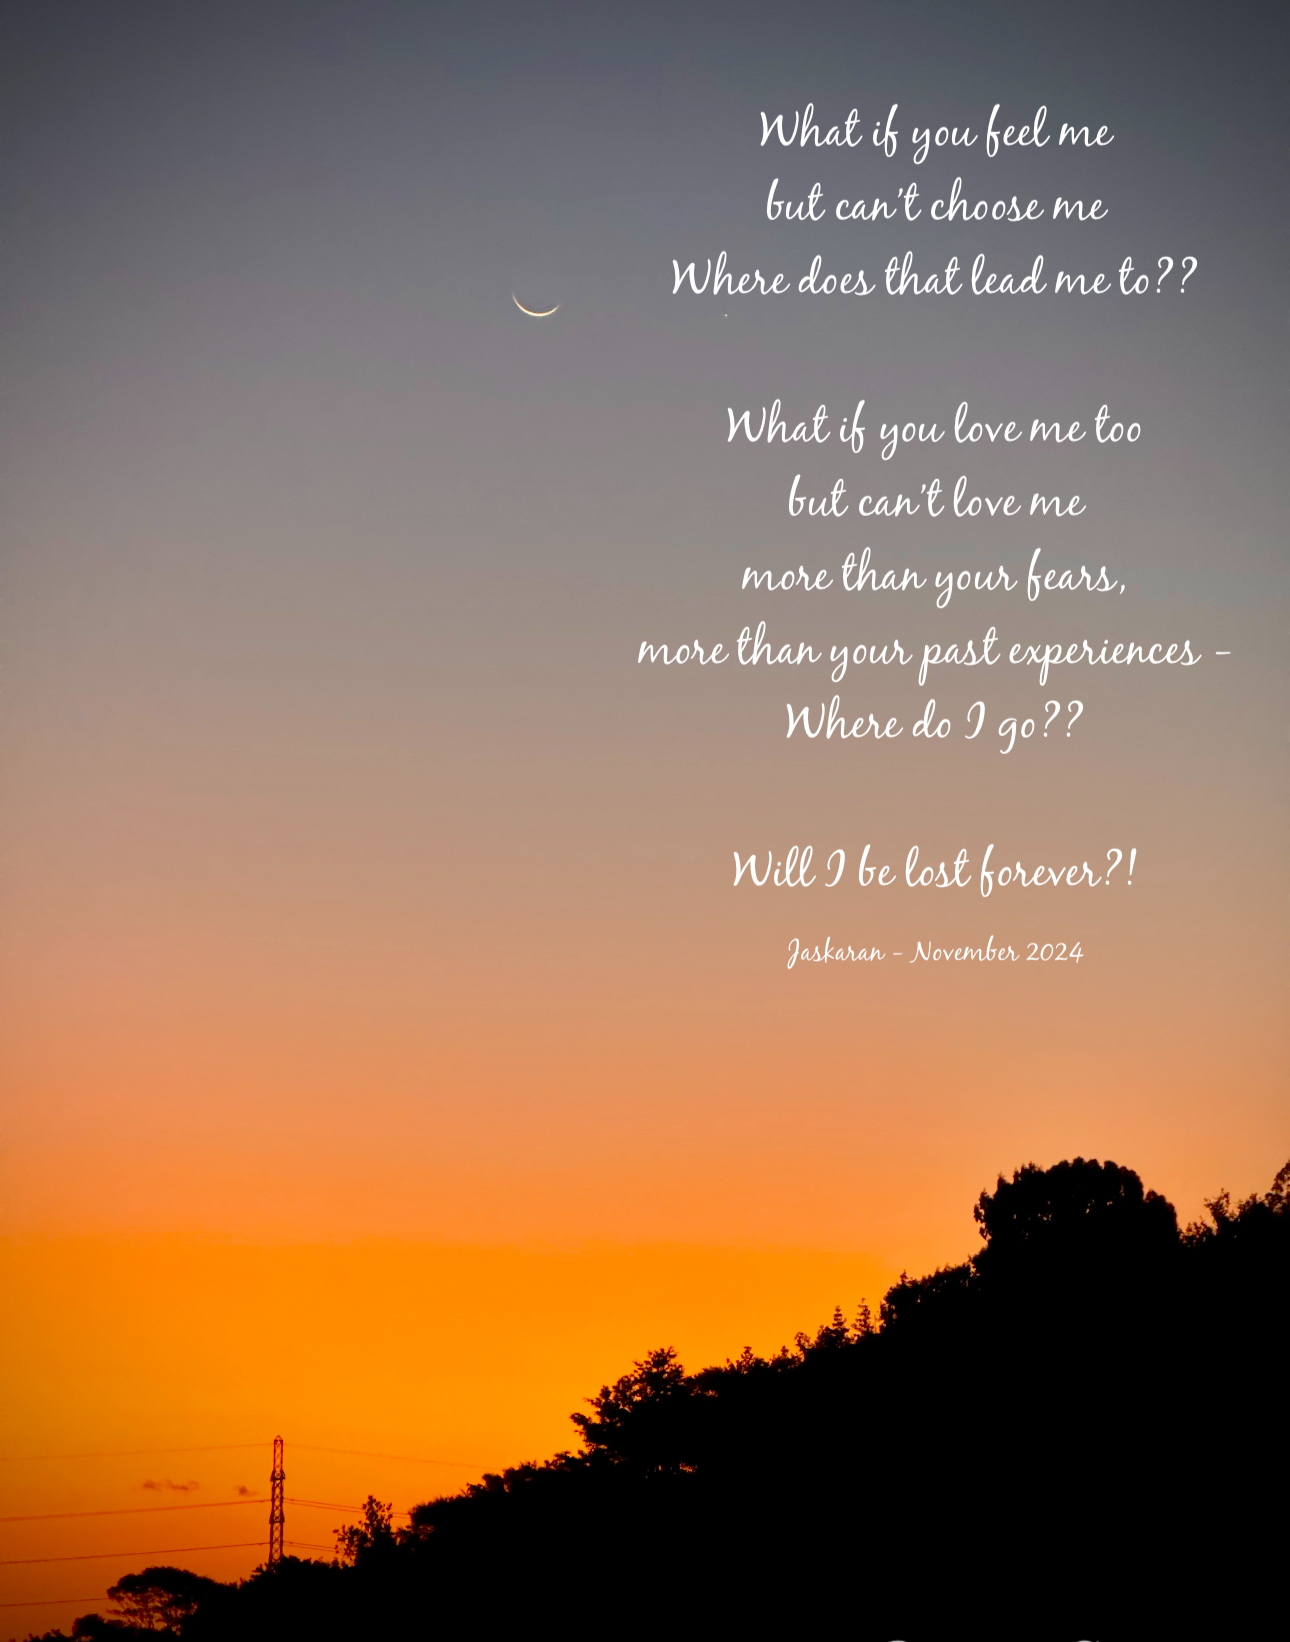 What if you feel me
but can't choose me
Where does that lead me to??
What if you love me too
but can't love me
more than your fears,
more than your past experiences -
Where do I go??
Will I be lost forever?!
Jaskaran - November 2024